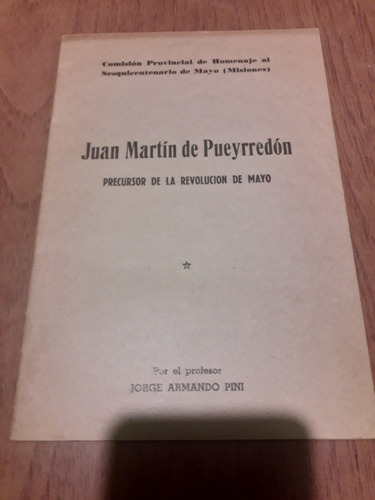 Comisión Provincial de Homenaje al
Sesquicentenario de Mayo (Misiones)
Juan Martín de Pueyrredón
PRECURSOR DE LA REVOLUCION DE MAYO
Por el profesor
JORGE ARMANDO PINI